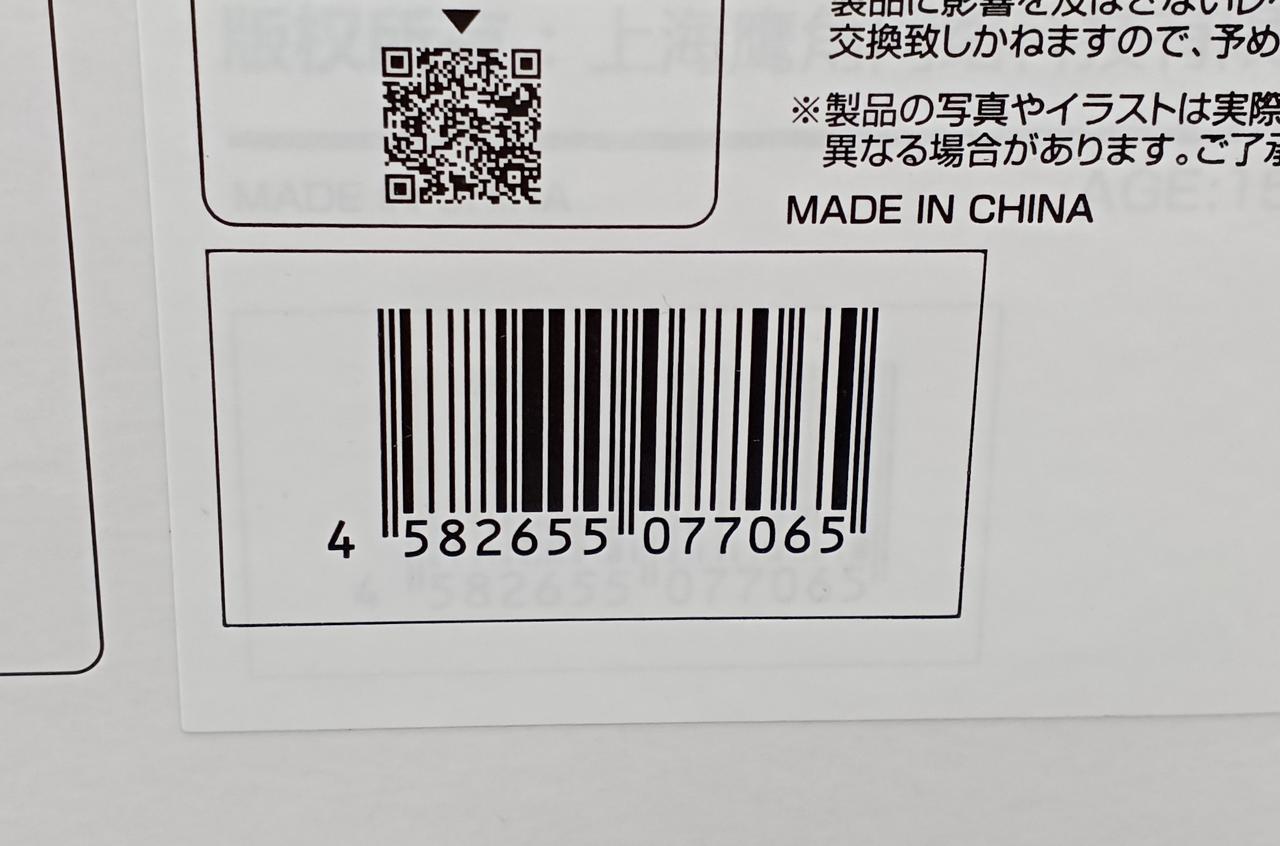 交換致しかねますので、予め
※製品の写真やイラストは実際
異なる場合があります。ご了承
MADE IN CHINA
4 582655 077065